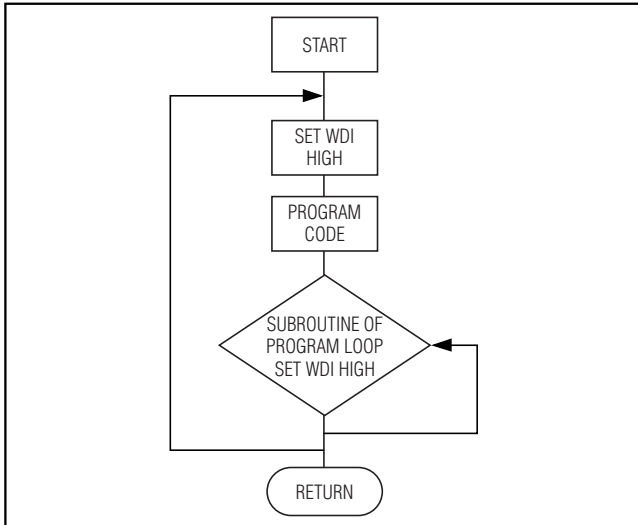 START
SET WDI
HIGH
PROGRAM
CODE
SUBROUTINE OF
PROGRAM LOOP
SET WDI HIGH
RETURN